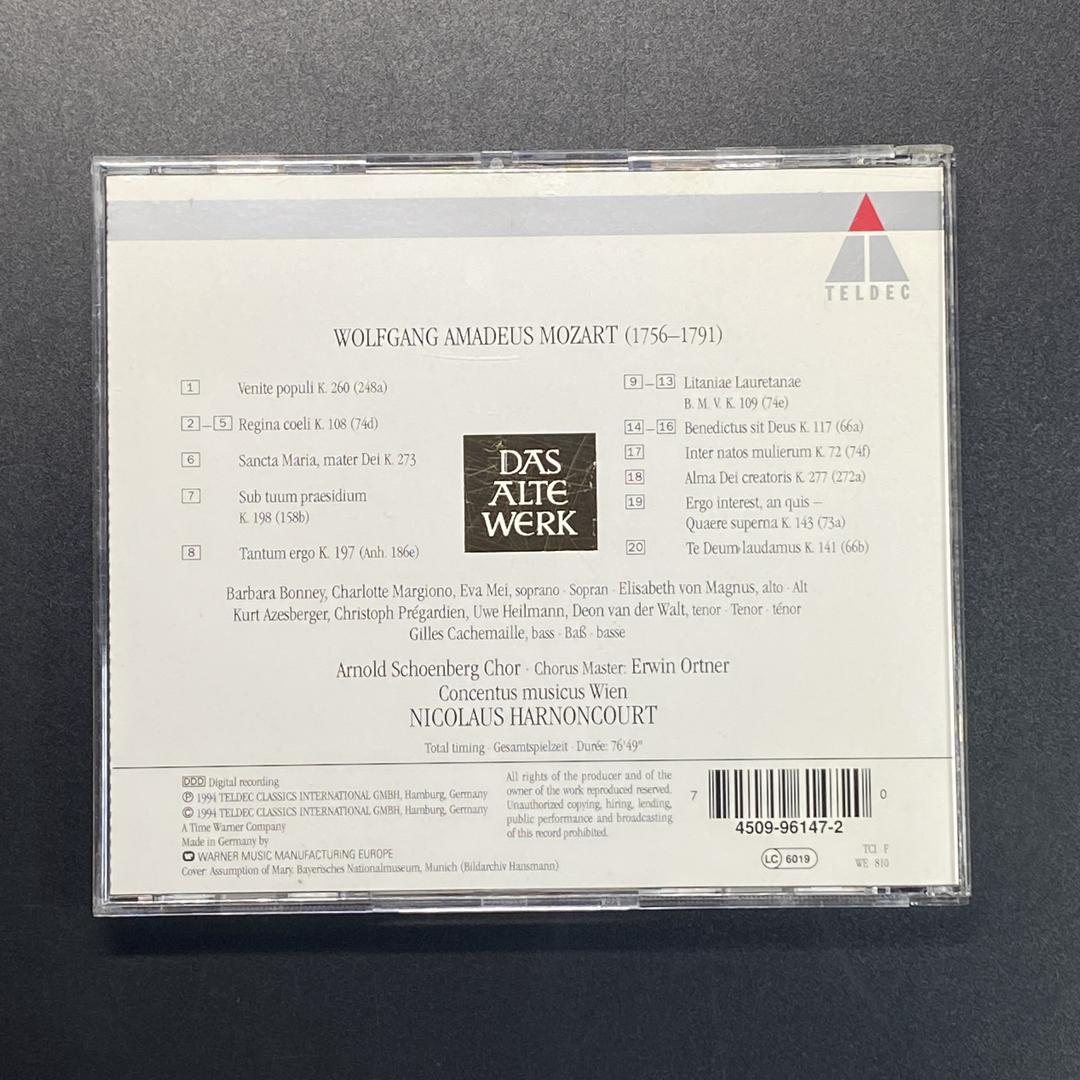 TELDEC
WOLFGANG AMADEUS MOZART (1756–1791)
1 Venite populi K. 260 (248a)
2 – 5 Regina coeli K. 108 (74d)
6 Sancta Maria, mater Dei K. 273
7 Sub tuum praesidium
K. 198 (158b)
8 Tantum ergo K. 197 (Anh. 186e)
DAS
ALTE
WERK
9 – 13 Litaniae Lauretanae
B. M. V. K. 109 (74e)
14 – 16 Benedictus sit Deus K. 117 (66a)
17 Inter natos mulierum K. 72 (74f)
18 Alma Dei creatoris K. 277 (272a)
19 Ergo interest, an quis –
Quaere superna K. 143 (73a)
20 Te Deum laudamus K. 141 (66b)
Barbara Bonney, Charlotte Margiono, Eva Mei, soprano · Sopran · Elisabeth von Magnus, alto · Alt
Kurt Azesberger, Christoph Prégardien, Uwe Heilmann, Deon van der Walt, tenor · Tenor · ténor
Gilles Cachemaille, bass · Baß · basse
Arnold Schoenberg Chor · Chorus Master: Erwin Ortner
Concentus musicus Wien
NICOLAUS HARNONCOURT
Total timing · Gesamtspielzeit · Durée: 76'49"
DDD Digital recording
℗ 1994 TELDEC CLASSICS INTERNATIONAL GMBH, Hamburg, Germany
© 1994 TELDEC CLASSICS INTERNATIONAL GMBH, Hamburg, Germany
A Time Warner Company
Made in Germany by
WARNER MUSIC MANUFACTURING EUROPE
Cover: Assumption of Mary. Bayerisches Nationalmuseum, Munich (Bildarchiv Hansmann)
All rights of the producer and of the
owner of the work reproduced reserved.
Unauthorized copying, hiring, lending,
public performance and broadcasting
of this record prohibited.
7 0
4509-96147-2
LC 6019
TCI F
WE 810